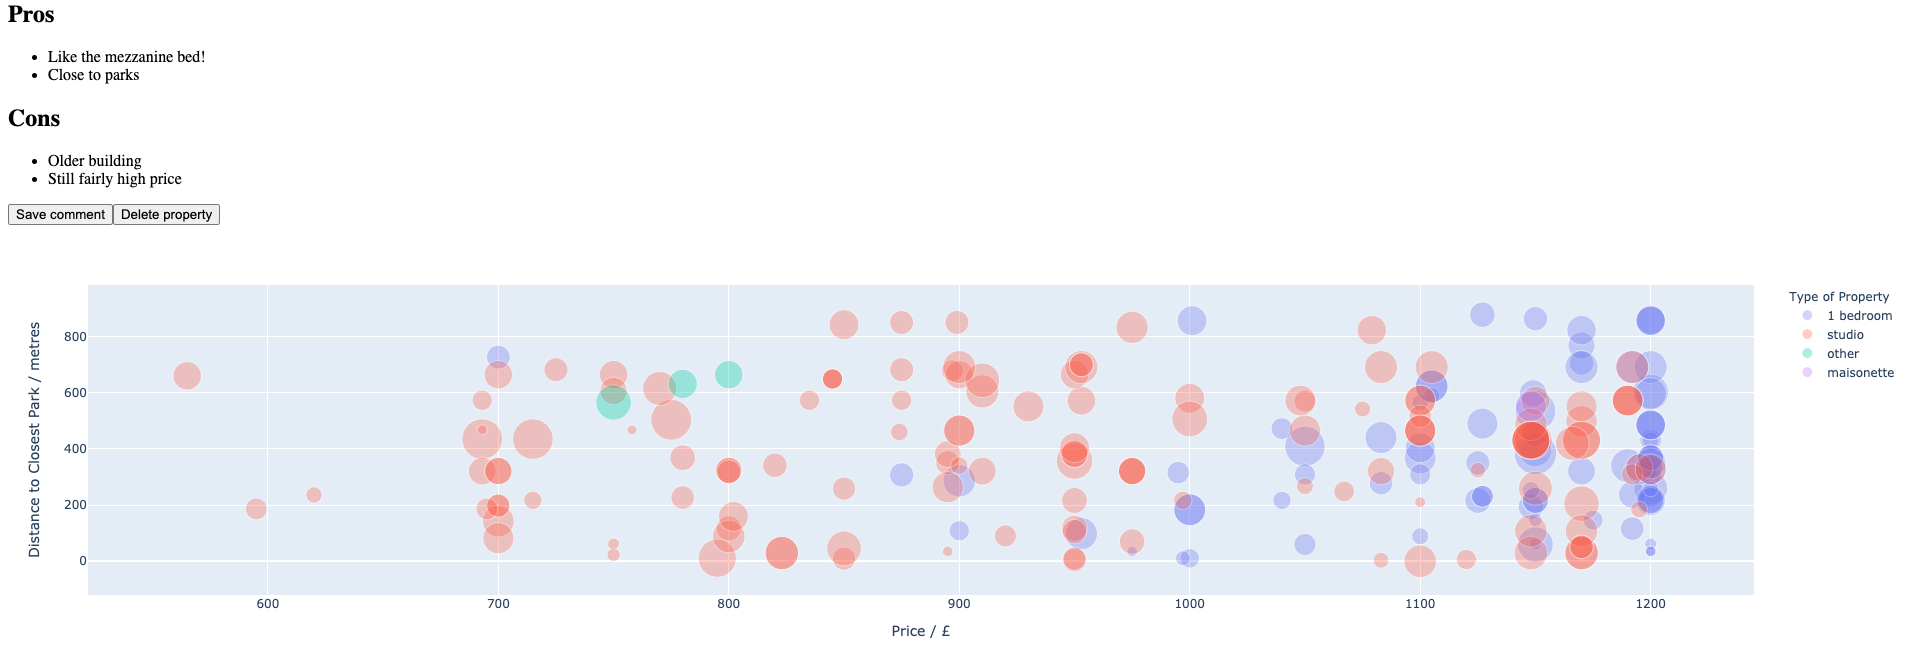 Pros
Like the mezzanine bed!
Close to parks
Cons
Older building
Still fairly high price
Save comment Delete property
Type of Property
1 bedroom
studio
other
maisonette
Distance to Closest Park / metres
800
600
400
200
0
600 700 800 900 1000 1100 1200
Price / £